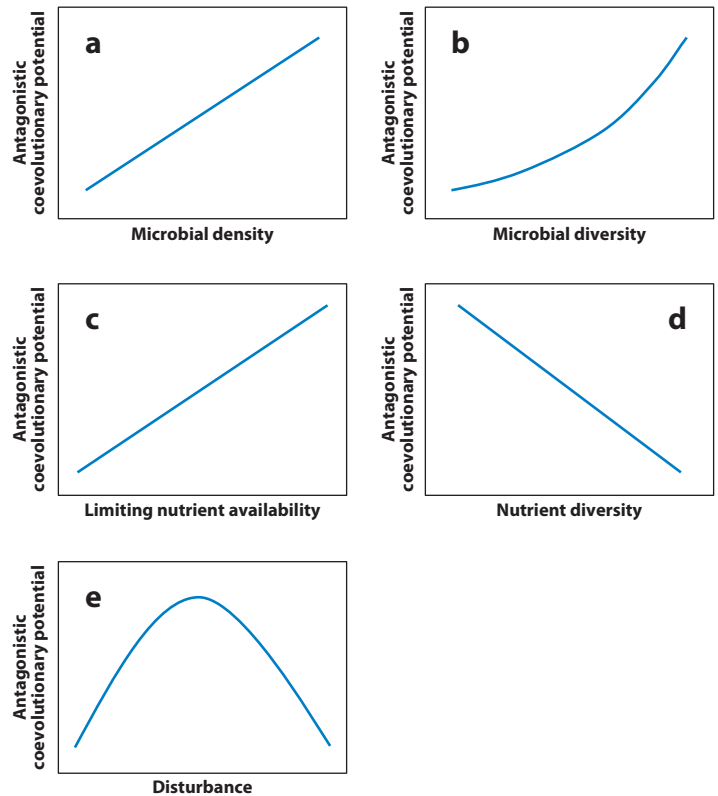 a
Antagonistic
coevolutionary potential
Microbial density
b
Antagonistic
coevolutionary potential
Microbial diversity
c
Antagonistic
coevolutionary potential
Limiting nutrient availability
d
Antagonistic
coevolutionary potential
Nutrient diversity
e
Antagonistic
coevolutionary potential
Disturbance